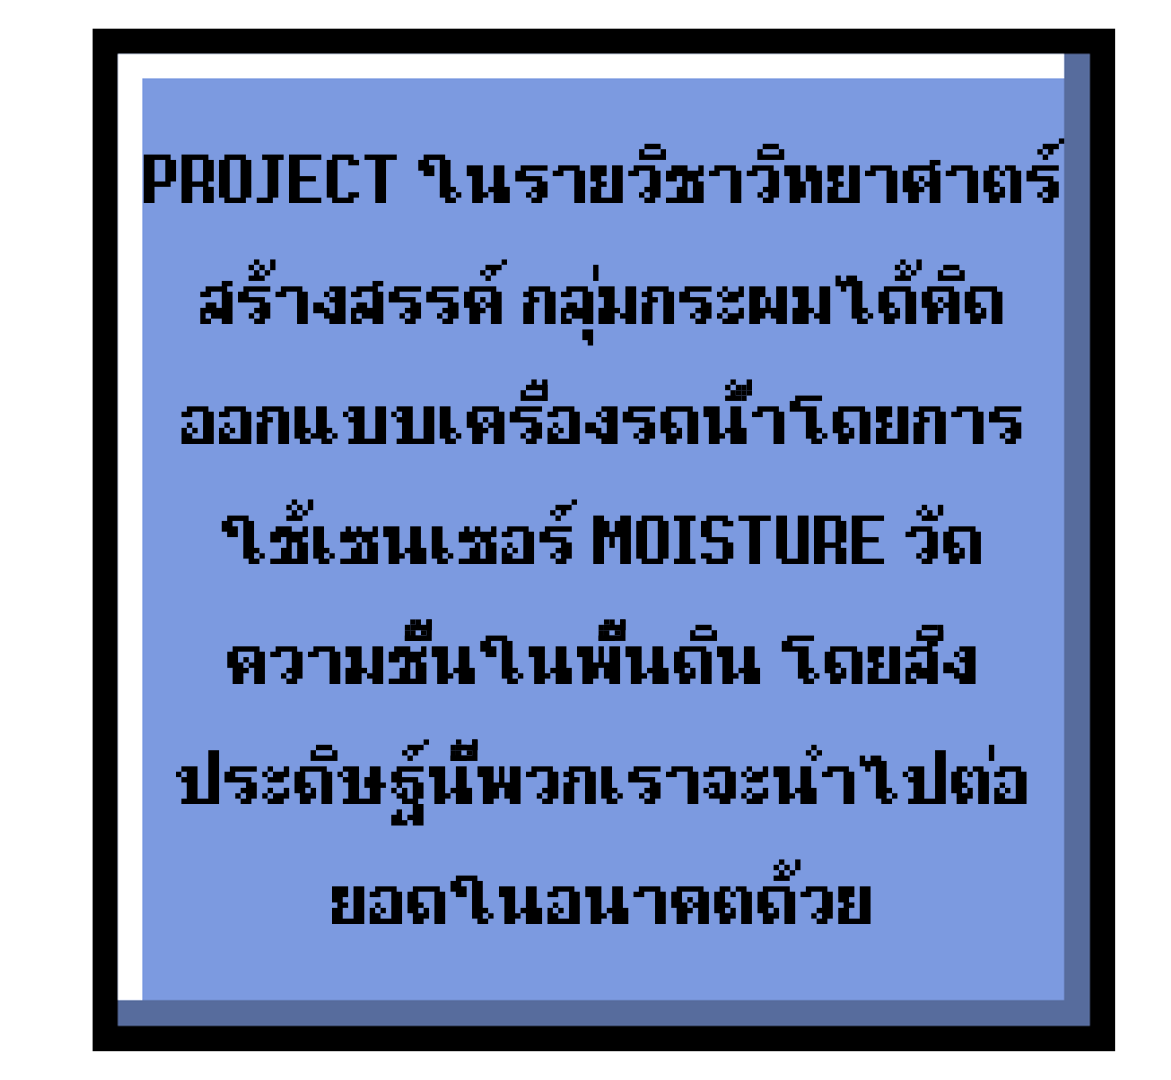 PROJECT ในรายวิชาวิทยาศาตร์
สร้างสรรค์ กลุ่มกระผมได้คิด
ออกแบบเครื่องรดน้ำโดยการ
ใช้เซนเซอร์ MOISTURE วัด
ความชื้นในพื้นดิน โดยสิ่ง
ประดิษฐ์นี้พวกเราจะนำไปต่อ
ยอดในอนาคตด้วย